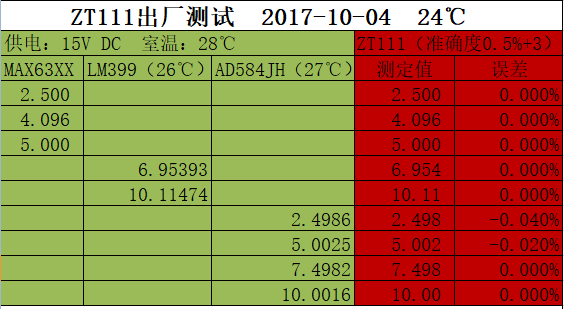 ZT111出厂测试 2017-10-04 24℃
供电：15V DC 室温：28℃ ZT111（准确度0.5%±3）
MAX63XX LM399（26℃） AD584JH（27℃） 测定值 误差
2.500 2.500 0.000%
4.096 4.096 0.000%
5.000 5.000 0.000%
6.95393 6.954 0.000%
10.11474 10.11 0.000%
2.4986 2.498 -0.040%
5.0025 5.002 -0.020%
7.4982 7.498 0.000%
10.0016 10.00 0.000%